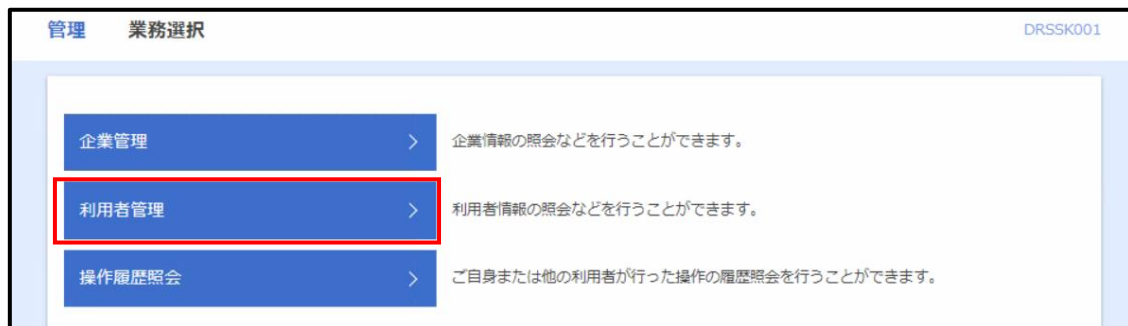 管理 業務選択 DRSSK001
企業管理 企業情報の照会などを行うことができます。
利用者管理 利用者情報の照会などを行うことができます。
操作履歴照会 ご自身または他の利用者が行った操作の履歴照会を行うことができます。